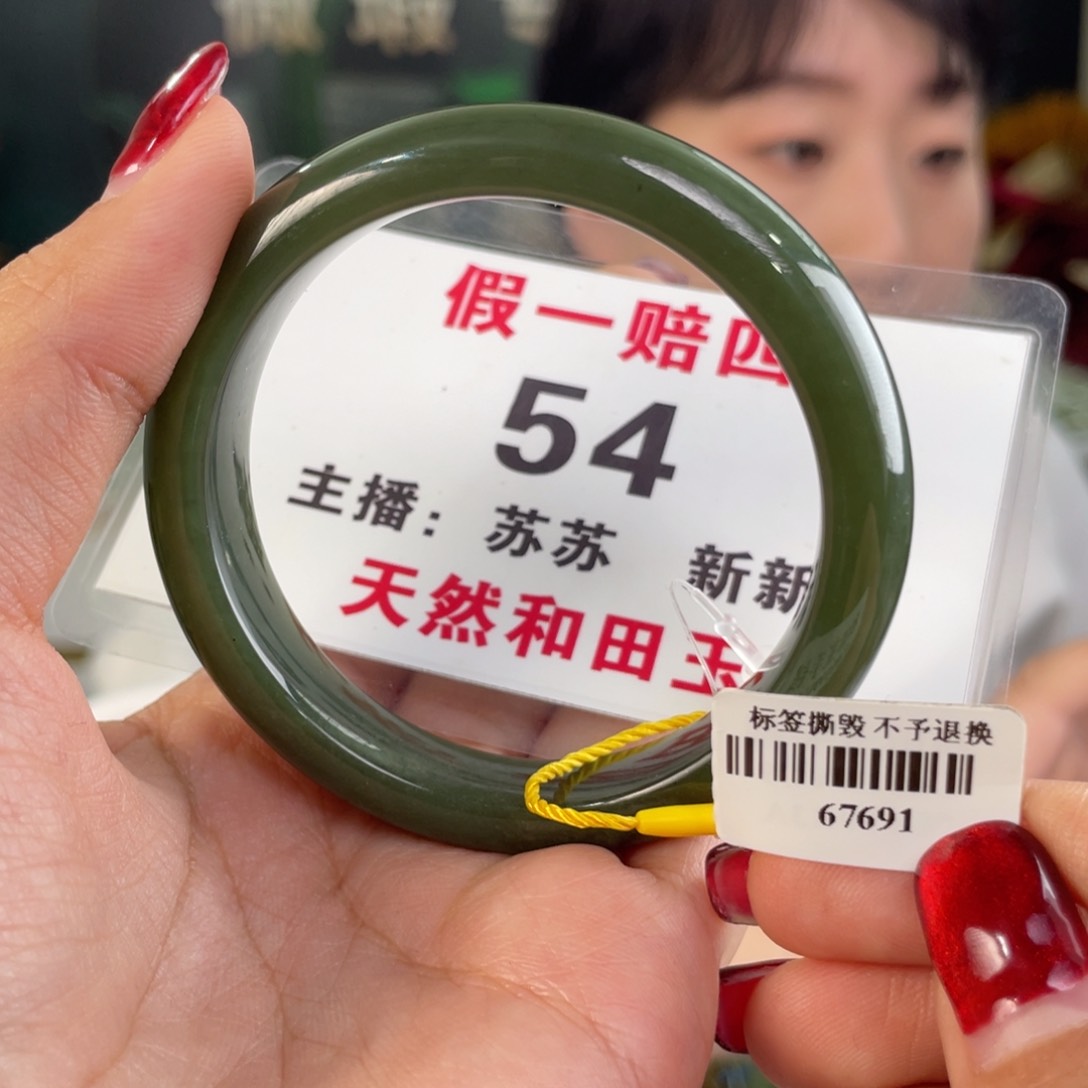 假一赔四
54
主播：苏苏 新新
天然和田玉
标签撕毁 不予退换
67691